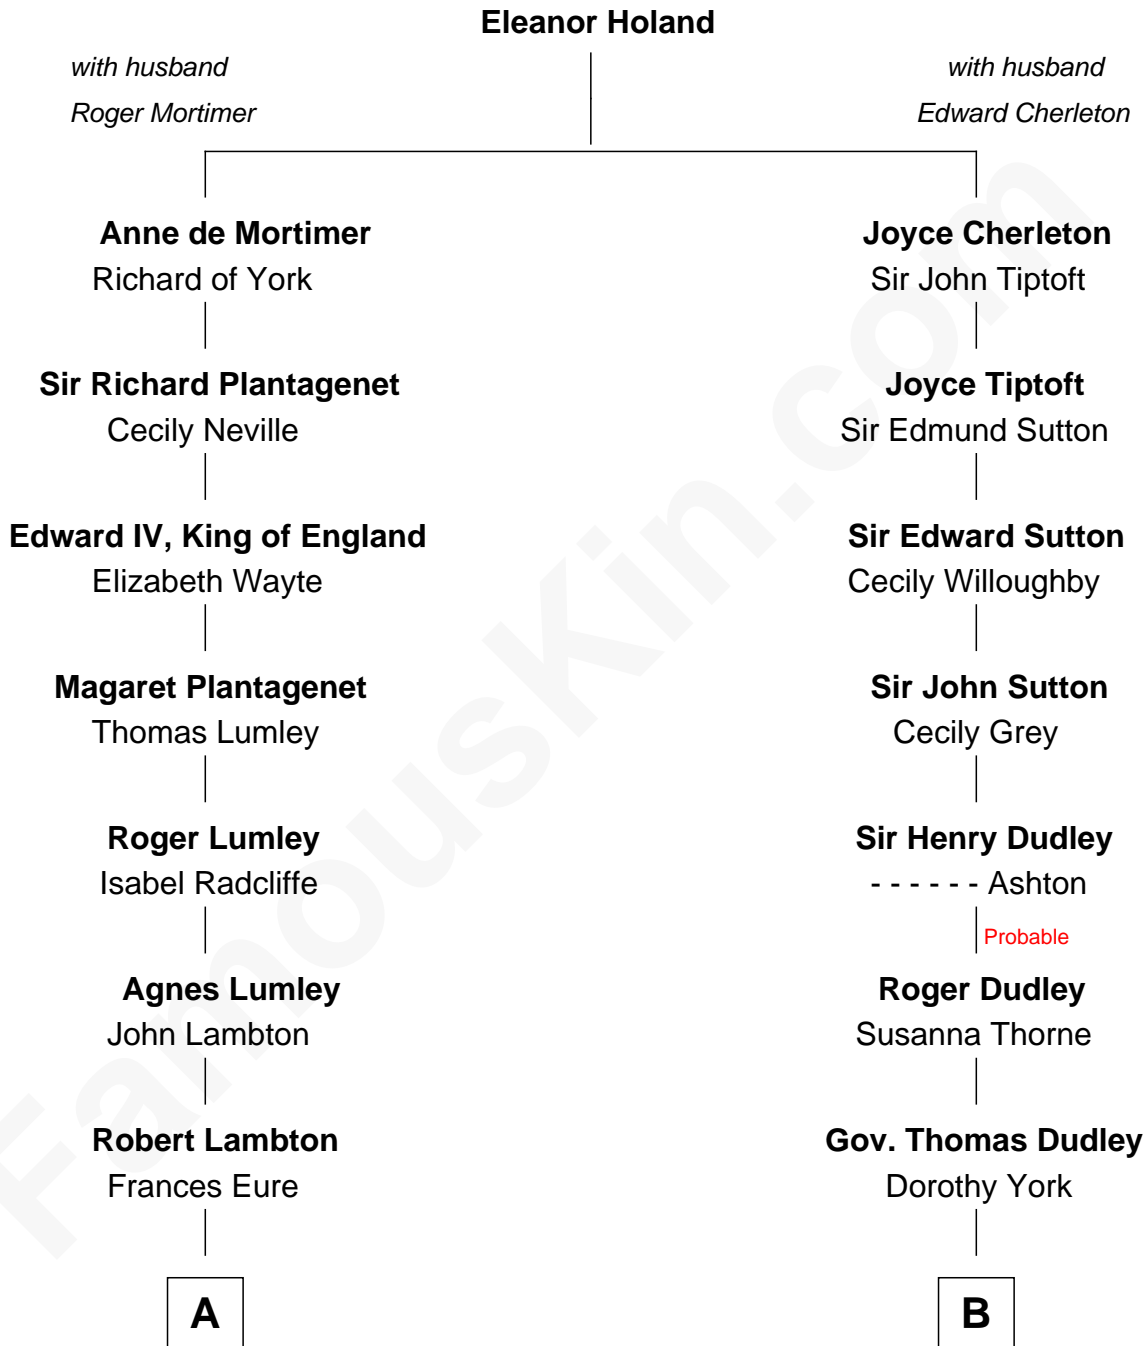 Eleanor Holand
with husband
Roger Mortimer
with husband
Edward Cherleton
Anne de Mortimer
Richard of York
Joyce Cherleton
Sir John Tiptoft
Sir Richard Plantagenet
Cecily Neville
Joyce Tiptoft
Sir Edmund Sutton
Edward IV, King of England
Elizabeth Wayte
Sir Edward Sutton
Cecily Willoughby
Magaret Plantagenet
Thomas Lumley
Sir John Sutton
Cecily Grey
Roger Lumley
Isabel Radcliffe
Sir Henry Dudley
- - - - - - Ashton
Probable
Agnes Lumley
John Lambton
Roger Dudley
Susanna Thorne
Robert Lambton
Frances Eure
Gov. Thomas Dudley
Dorothy York
A
B
FamousKin.com